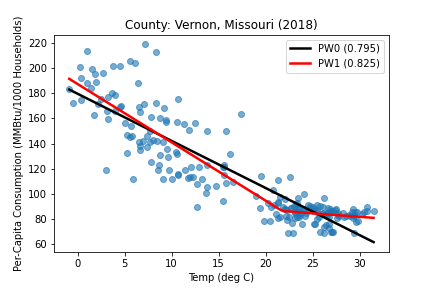 County: Vernon, Missouri (2018)
Per-Capita Consumption (MMBtu/1000 Households)
220
200
180
160
140
120
100
80
60
PW0 (0.795)
PW1 (0.825)
0 5 10 15 20 25 30
Temp (deg C)